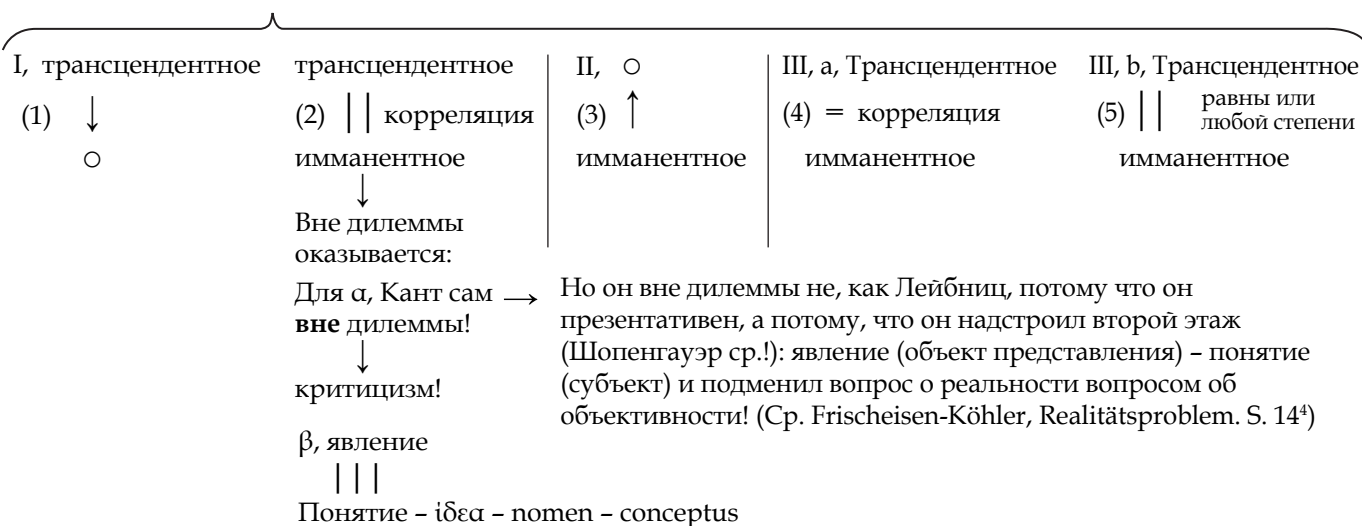 I, трансцендентное трансцендентное II, ○ III, a, Трансцендентное III, b, Трансцендентное
(1) ↓ (2) || корреляция (3) ↑ (4) = корреляция (5) || равны или
любой степени
○ имманентное имманентное имманентное имманентное
↓
Вне дилеммы
оказывается:
Для α, Кант сам →
вне дилеммы!
↓
критицизм!
Но он вне дилеммы не, как Лейбниц, потому что он
презентативен, а потому, что он надстроил второй этаж
(Шопенгауэр ср.!): явление (объект представления) – понятие
(субъект) и подменил вопрос о реальности вопросом об
объективности! (Ср. Frischeisen-Köhler, Realitätsproblem. S. 14⁴)
β, явление
|||
Понятие – ἰδεα – nomen – conceptus